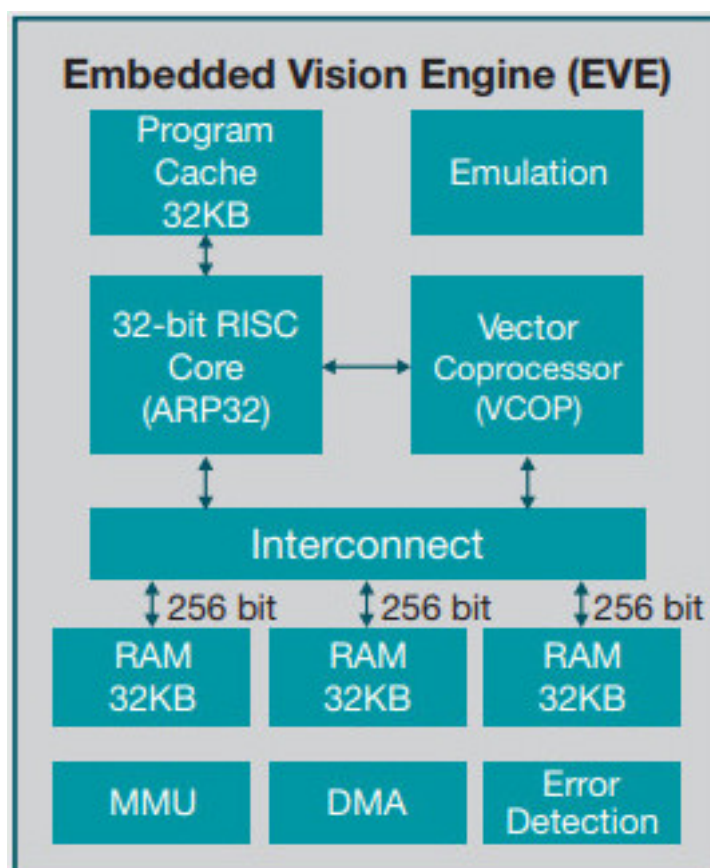 Embedded Vision Engine (EVE)
Program
Cache
32KB
Emulation
32-bit RISC
Core
(ARP32)
Vector
Coprocessor
(VCOP)
Interconnect
256 bit
256 bit
256 bit
RAM
32KB
RAM
32KB
RAM
32KB
MMU
DMA
Error
Detection